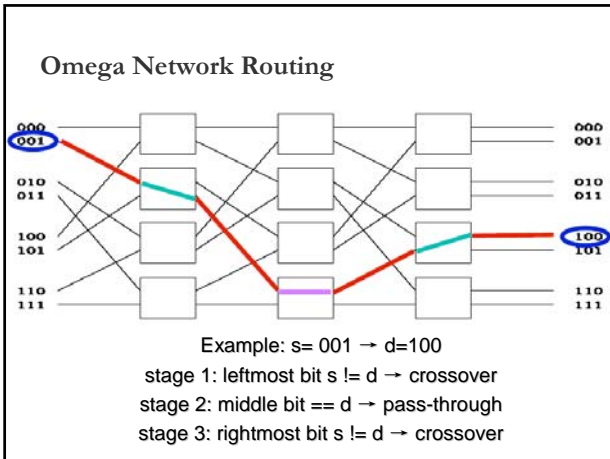 Omega Network Routing
000 000
001 001
010 010
011 011
100 100
101 101
110 110
111 111
Example: s= 001 → d=100
stage 1: leftmost bit s != d → crossover
stage 2: middle bit == d → pass-through
stage 3: rightmost bit s != d → crossover